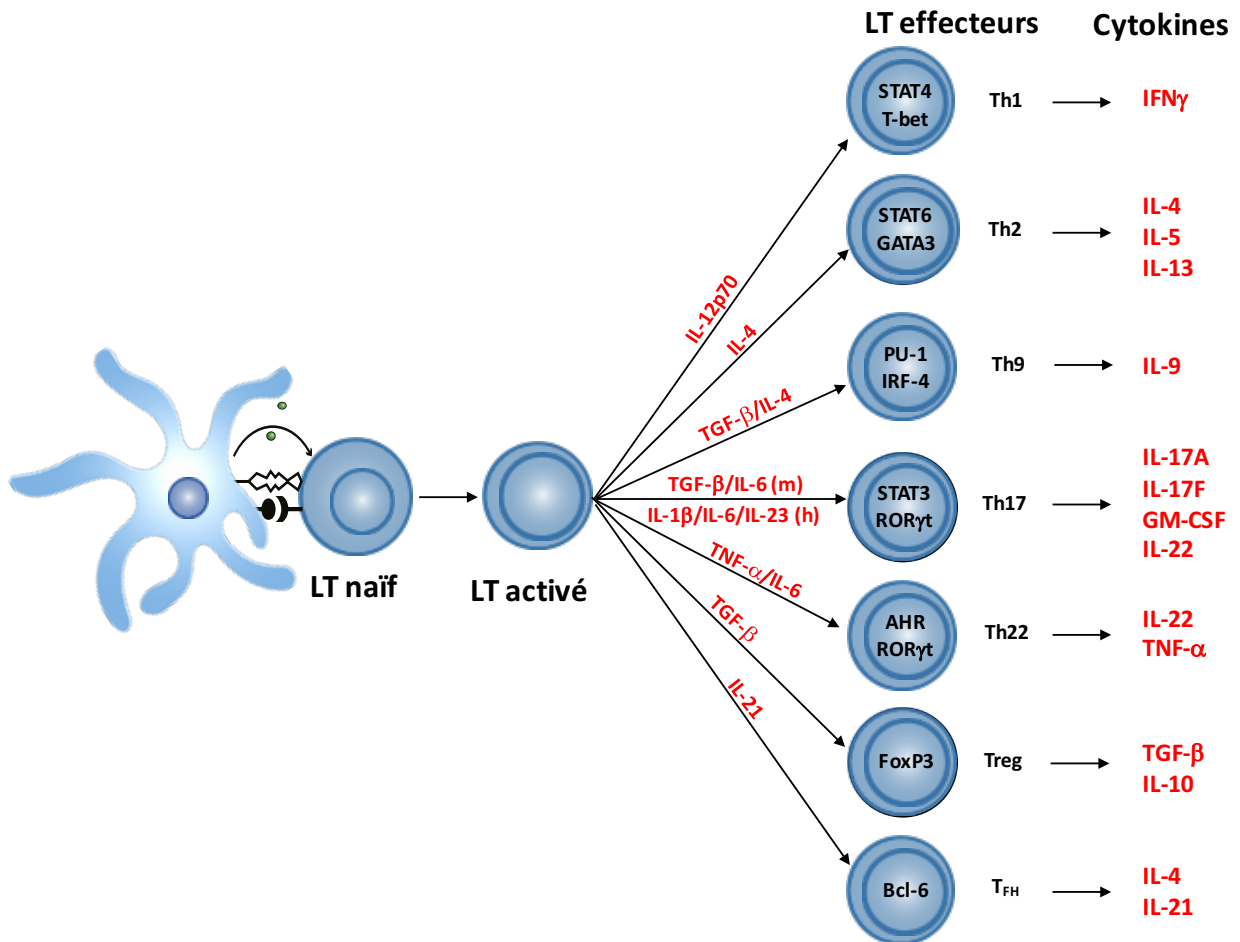 LT effecteurs
Cytokines
STAT4
T-bet
Th1
IFNγ
STAT6
GATA3
Th2
IL-4
IL-5
IL-13
IL-12p70
IL-4
PU-1
IRF-4
Th9
IL-9
TGF-β/IL-4
TGF-β/IL-6 (m)
IL-1β/IL-6/IL-23 (h)
STAT3
RORγt
Th17
IL-17A
IL-17F
GM-CSF
IL-22
LT naïf
LT activé
TNF-α/IL-6
AHR
RORγt
Th22
IL-22
TNF-α
TGF-β
FoxP3
Treg
TGF-β
IL-10
IL-21
Bcl-6
TFH
IL-4
IL-21